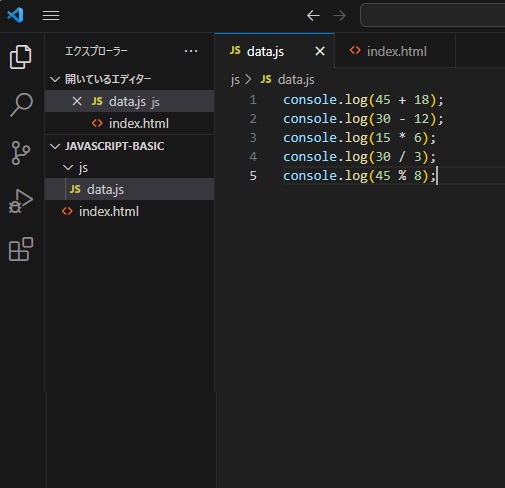 エクスプローラー
開いているエディター
data.js js
index.html
JAVASCRIPT-BASIC
js
JS data.js
index.html
JS data.js
index.html
js > JS data.js
1 console.log(45 + 18);
2 console.log(30 - 12);
3 console.log(15 * 6);
4 console.log(30 / 3);
5 console.log(45 % 8);